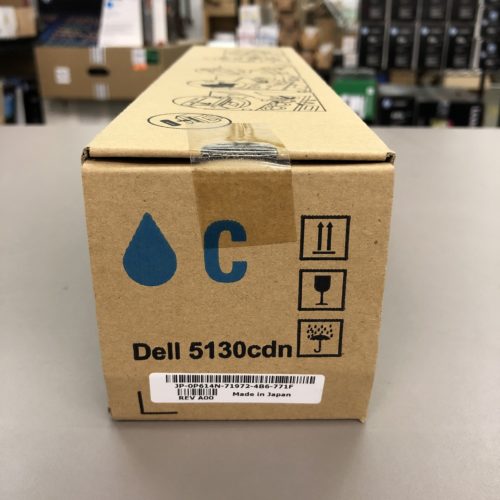 C
Dell 5130cdn
JP-0P614N-71972-4B6-771F
REV A00
Made in Japan